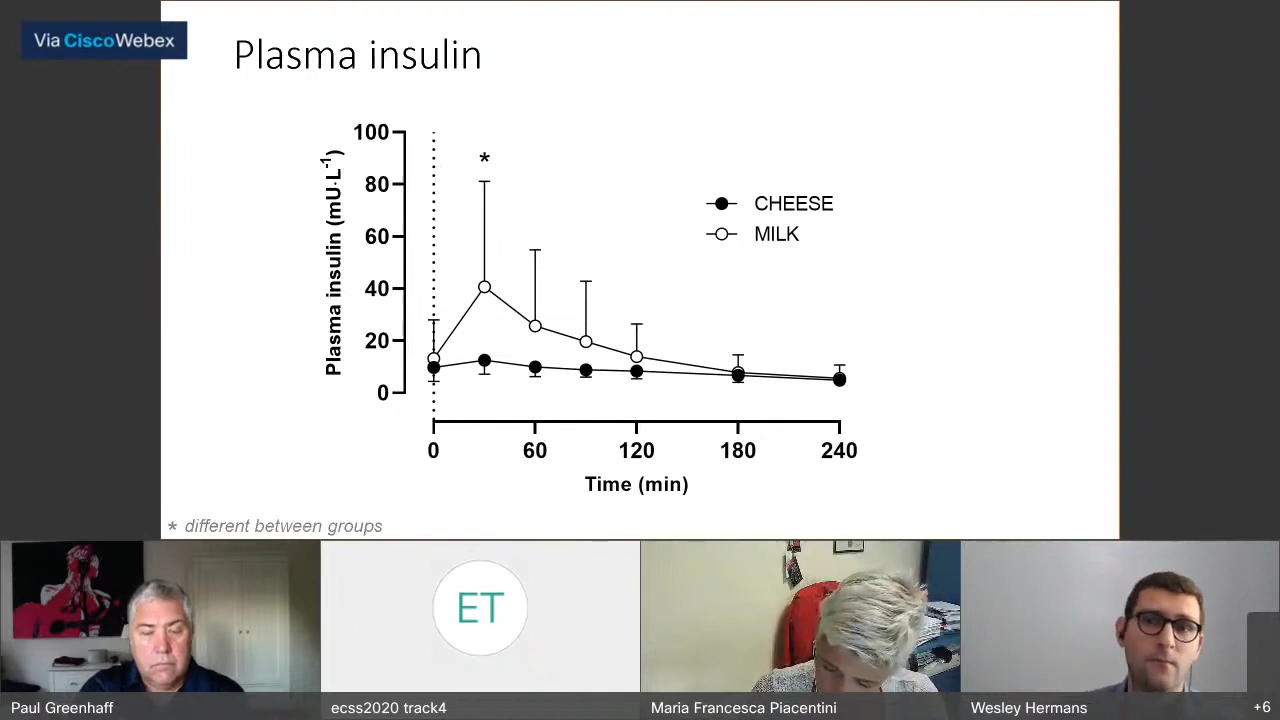 Via CiscoWebex
Plasma insulin
100
80
60
40
20
0
Plasma insulin (mU·L⁻¹)
*
CHEESE
MILK
0
60
120
180
240
Time (min)
* different between groups
ET
Paul Greenhaff
ecss2020 track4
Maria Francesca Piacentini
Wesley Hermans
+6